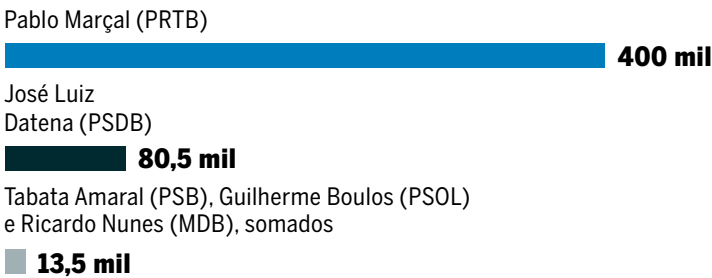 Pablo Marçal (PRTB)
400 mil
José Luiz
Datena (PSDB)
80,5 mil
Tabata Amaral (PSB), Guilherme Boulos (PSOL)
e Ricardo Nunes (MDB), somados
13,5 mil